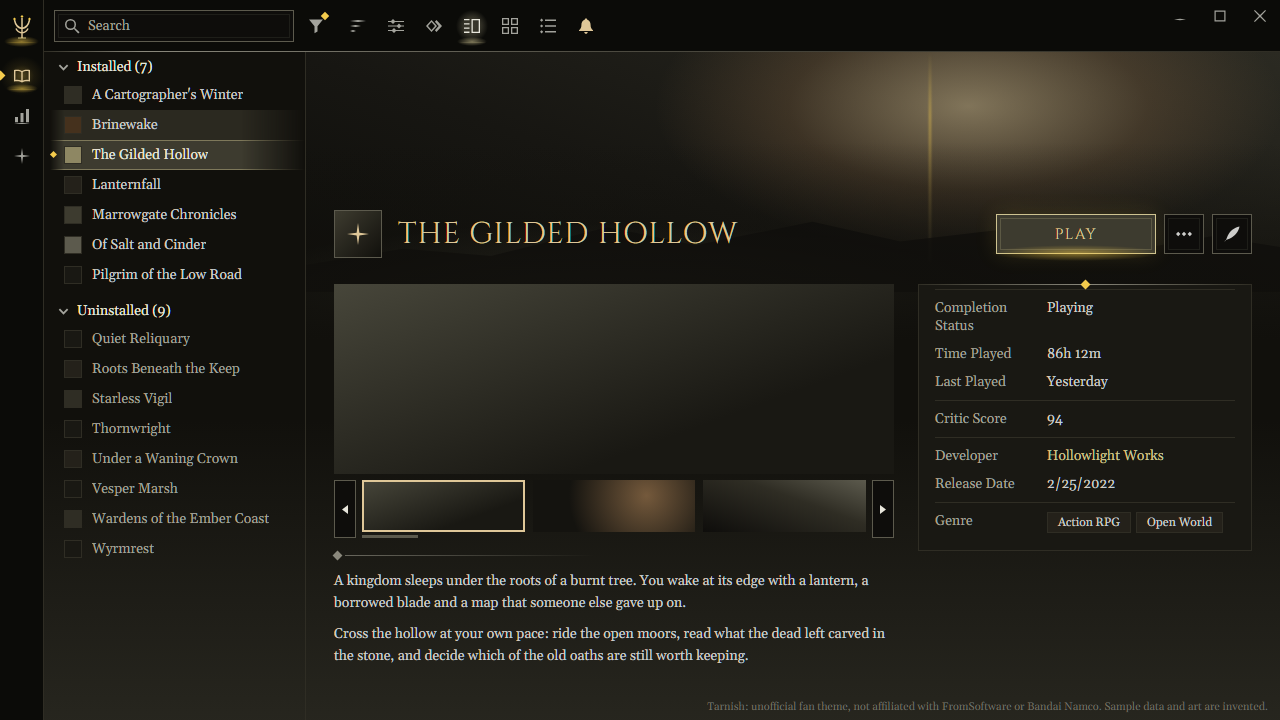 Search
Installed (7)
A Cartographer's Winter
Brinewake
The Gilded Hollow
Lanternfall
Marrowgate Chronicles
Of Salt and Cinder
Pilgrim of the Low Road
Uninstalled (9)
Quiet Reliquary
Roots Beneath the Keep
Starless Vigil
Thornwright
Under a Waning Crown
Vesper Marsh
Wardens of the Ember Coast
Wyrmrest
THE GILDED HOLLOW
PLAY
Completion Status
Playing
Time Played
86h 12m
Last Played
Yesterday
Critic Score
94
Developer
Hollowlight Works
Release Date
2/25/2022
Genre
Action RPG
Open World
A kingdom sleeps under the roots of a burnt tree. You wake at its edge with a lantern, a
borrowed blade and a map that someone else gave up on.
Cross the hollow at your own pace: ride the open moors, read what the dead left carved in
the stone, and decide which of the old oaths are still worth keeping.
Tarnish: unofficial fan theme, not affiliated with FromSoftware or Bandai Namco. Sample data and art are invented.